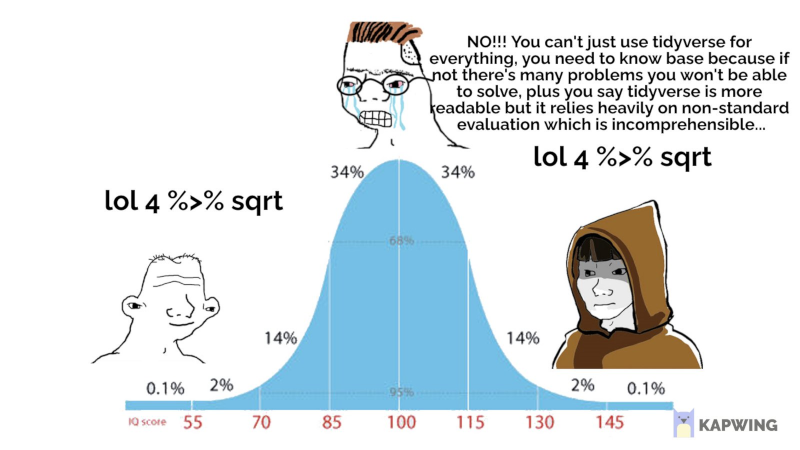 NO!!! You can't just use tidyverse for
everything, you need to know base because if
not there's many problems you won't be able
to solve, plus you say tidyverse is more
readable but it relies heavily on non-standard
evaluation which is incomprehensible...
lol 4 %>% sqrt
lol 4 %>% sqrt
34%
34%
68%
14%
14%
95%
0.1%
2%
2%
0.1%
IQ score
55
70
85
100
115
130
145
KAPWING